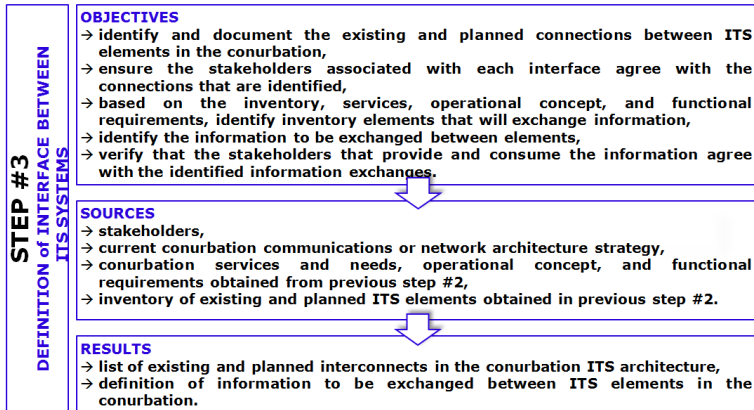 STEP #3
DEFINITION of INTERFACE BETWEEN
ITS SYSTEMS
OBJECTIVES
→ identify and document the existing and planned connections between ITS
elements in the conurbation,
→ ensure the stakeholders associated with each interface agree with the
connections that are identified,
→ based on the inventory, services, operational concept, and functional
requirements, identify inventory elements that will exchange information,
→ identify the information to be exchanged between elements,
→ verify that the stakeholders that provide and consume the information agree
with the identified information exchanges.
SOURCES
→ stakeholders,
→ current conurbation communications or network architecture strategy,
→ conurbation services and needs, operational concept, and functional
requirements obtained from previous step #2,
→ inventory of existing and planned ITS elements obtained in previous step #2.
RESULTS
→ list of existing and planned interconnects in the conurbation ITS architecture,
→ definition of information to be exchanged between ITS elements in the
conurbation.